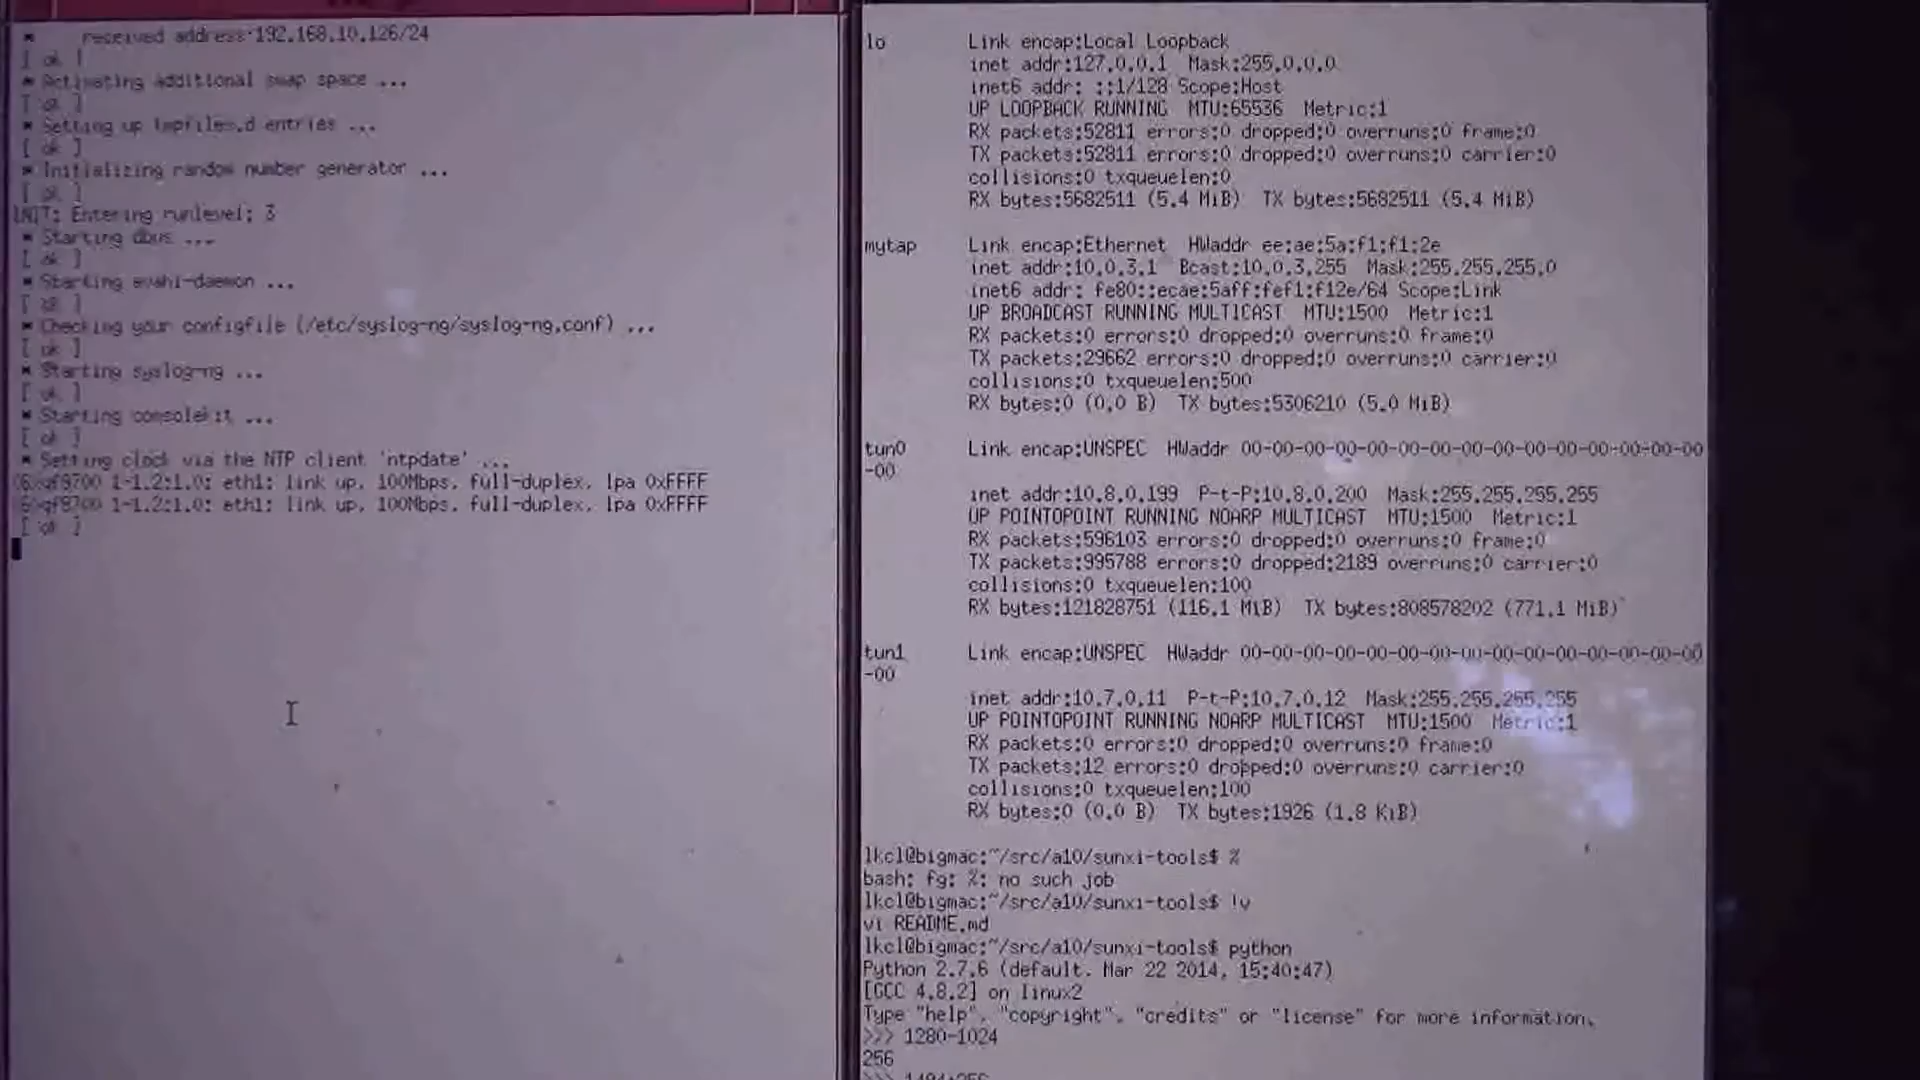 * received address 192.168.10.126/24
[ ok ]
* Activating additional swap space ...
[ ok ]
* Setting up tmpfiles.d entries ...
[ ok ]
* Initializing random number generator ...
[ ok ]
INIT: Entering runlevel: 3
* Starting dbus ...
[ ok ]
* Starting avahi-daemon ...
[ ok ]
* Checking your configfile (/etc/syslog-ng/syslog-ng.conf) ...
[ ok ]
* Starting syslog-ng ...
[ ok ]
* Starting consolekit ...
[ ok ]
* Setting clock via the NTP client 'ntpdate' ...
1-1.2:1.0: eth1: link up, 100Mbps, full-duplex, lpa 0xFFFF
1-1.2:1.0: eth1: link up, 100Mbps, full-duplex, lpa 0xFFFF
[ ok ]
lo Link encap:Local Loopback
inet addr:127.0.0.1 Mask:255.0.0.0
inet6 addr: ::1/128 Scope:Host
UP LOOPBACK RUNNING MTU:65536 Metric:1
RX packets:52811 errors:0 dropped:0 overruns:0 frame:0
TX packets:52811 errors:0 dropped:0 overruns:0 carrier:0
collisions:0 txqueuelen:0
RX bytes:5682511 (5.4 MiB) TX bytes:5682511 (5.4 MiB)
mytap Link encap:Ethernet HWaddr ee:ae:5a:f1:f1:2e
inet addr:10.0.3.1 Bcast:10.0.3.255 Mask:255.255.255.0
inet6 addr: fe80::ecae:5aff:fef1:f12e/64 Scope:Link
UP BROADCAST RUNNING MULTICAST MTU:1500 Metric:1
RX packets:0 errors:0 dropped:0 overruns:0 frame:0
TX packets:29662 errors:0 dropped:0 overruns:0 carrier:0
collisions:0 txqueuelen:500
RX bytes:0 (0.0 B) TX bytes:5306210 (5.0 MiB)
tun0 Link encap:UNSPEC HWaddr 00-00-00-00-00-00-00-00-00-00-00-00-00-00-00
-00
inet addr:10.8.0.199 P-t-P:10.8.0.200 Mask:255.255.255.255
UP POINTOPOINT RUNNING NOARP MULTICAST MTU:1500 Metric:1
RX packets:596103 errors:0 dropped:0 overruns:0 frame:0
TX packets:995788 errors:0 dropped:2189 overruns:0 carrier:0
collisions:0 txqueuelen:100
RX bytes:121828751 (116.1 MiB) TX bytes:808578202 (771.1 MiB)
tun1 Link encap:UNSPEC HWaddr 00-00-00-00-00-00-00-00-00-00-00-00-00-00-00
-00
inet addr:10.7.0.11 P-t-P:10.7.0.12 Mask:255.255.255.255
UP POINTOPOINT RUNNING NOARP MULTICAST MTU:1500 Metric:1
RX packets:0 errors:0 dropped:0 overruns:0 frame:0
TX packets:12 errors:0 dropped:0 overruns:0 carrier:0
collisions:0 txqueuelen:100
RX bytes:0 (0.0 B) TX bytes:1926 (1.8 KiB)
lkcl@bigmac:~/src/a10/sunxi-tools$ %
bash: fg: %: no such job
lkcl@bigmac:~/src/a10/sunxi-tools$ !v
vi README.md
lkcl@bigmac:~/src/a10/sunxi-tools$ python
Python 2.7.6 (default, Mar 22 2014, 15:40:47)
[GCC 4.8.2] on linux2
Type "help", "copyright", "credits" or "license" for more information.
>>> 1280-1024
256